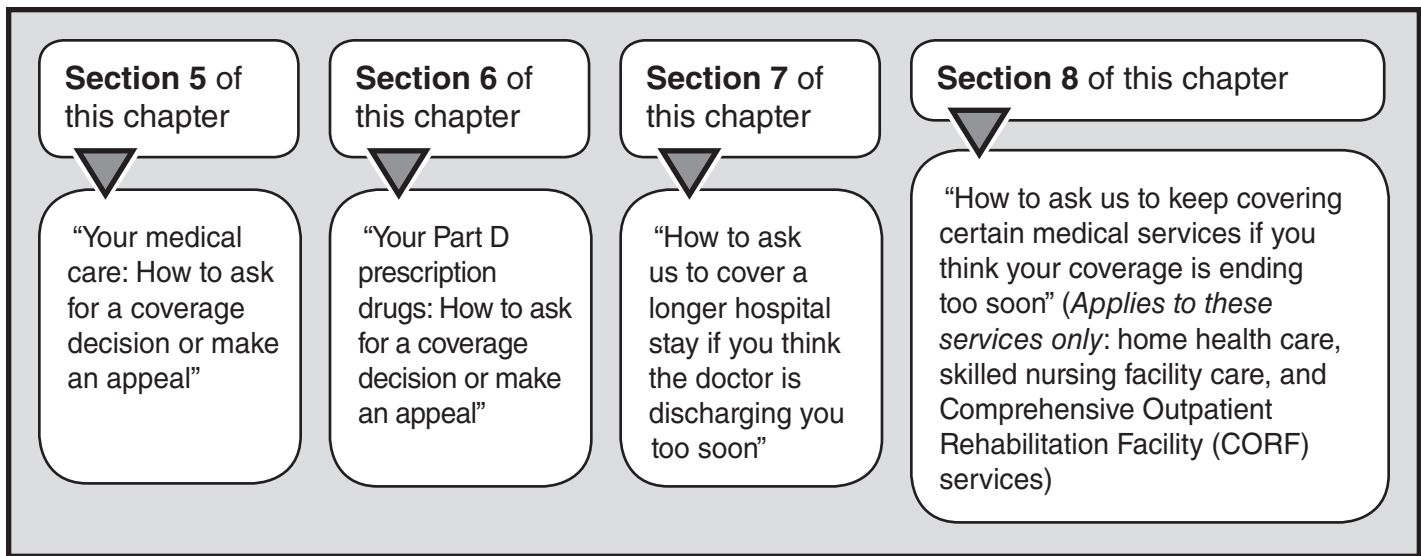 Section 5 of
this chapter
“Your medical
care: How to ask
for a coverage
decision or make
an appeal”
Section 6 of
this chapter
“Your Part D
prescription
drugs: How to ask
for a coverage
decision or make
an appeal”
Section 7 of
this chapter
“How to ask
us to cover a
longer hospital
stay if you think
the doctor is
discharging you
too soon”
Section 8 of this chapter
“How to ask us to keep covering
certain medical services if you
think your coverage is ending
too soon” (Applies to these
services only: home health care,
skilled nursing facility care, and
Comprehensive Outpatient
Rehabilitation Facility (CORF)
services)